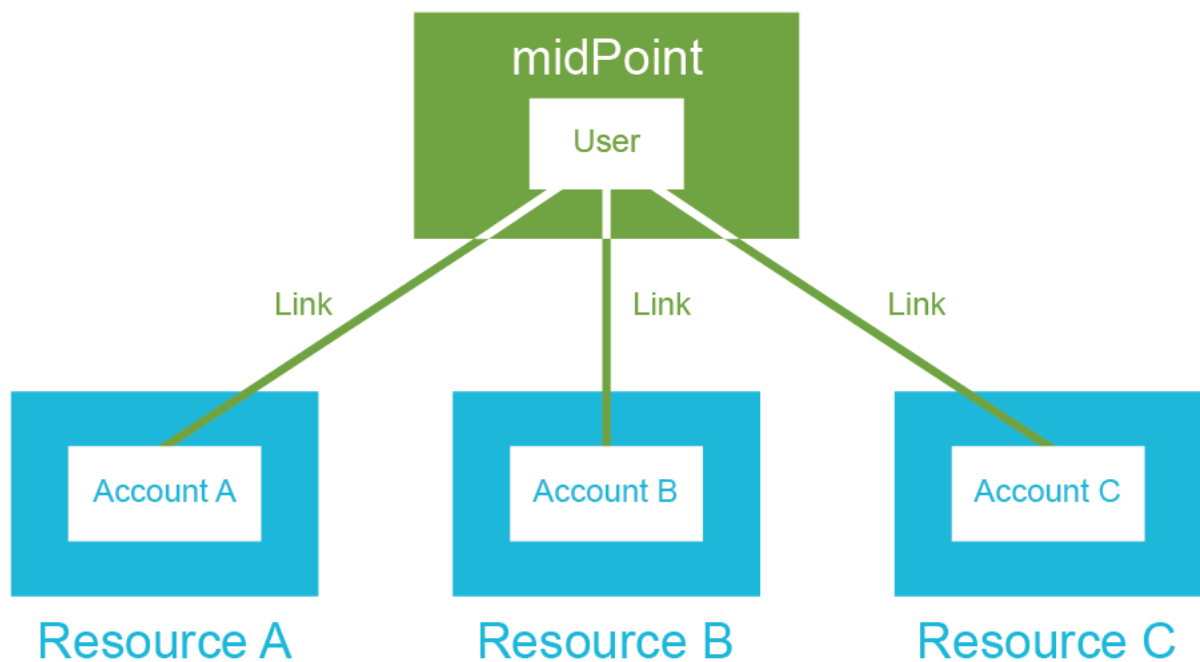 midPoint
User
Link
Link
Link
Account A
Account B
Account C
Resource A
Resource B
Resource C